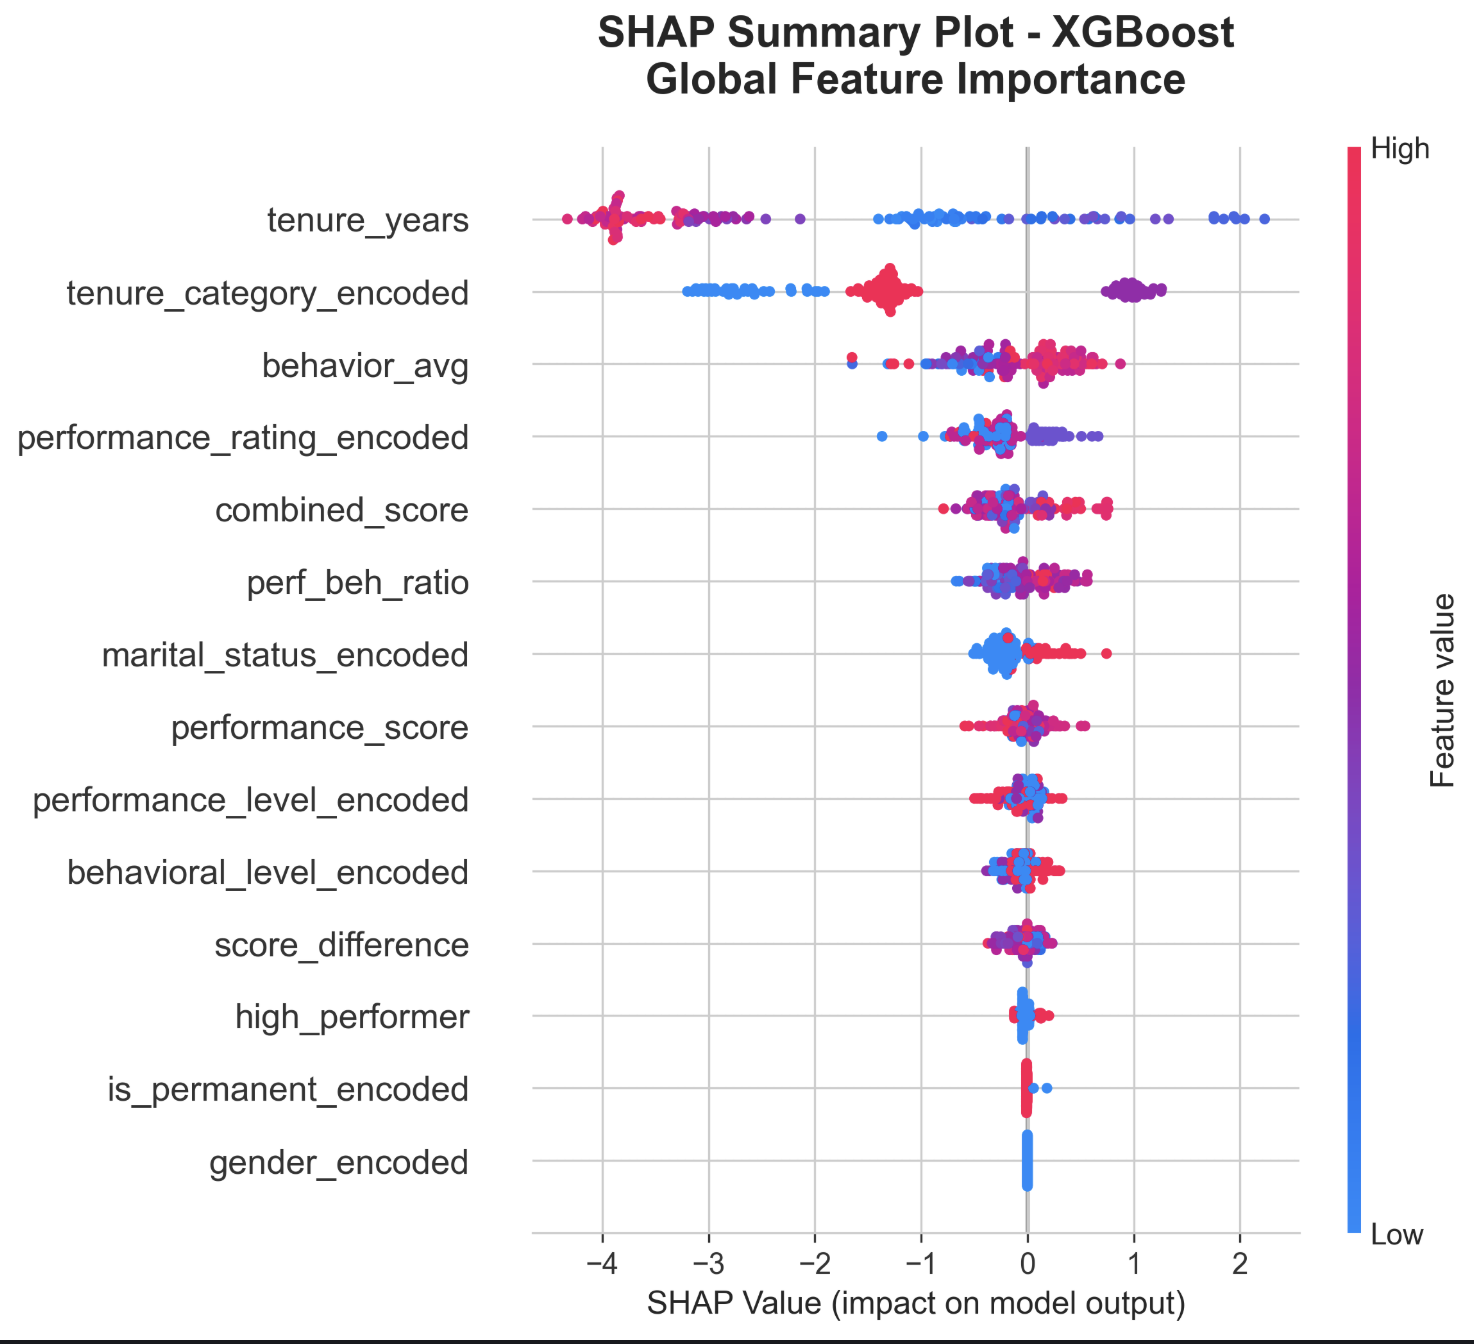 SHAP Summary Plot - XGBoost
Global Feature Importance
High
tenure_years
tenure_category_encoded
behavior_avg
performance_rating_encoded
combined_score
perf_beh_ratio
marital_status_encoded
performance_score
performance_level_encoded
behavioral_level_encoded
score_difference
high_performer
is_permanent_encoded
gender_encoded
Feature value
Low
−4 −3 −2 −1 0 1 2
SHAP Value (impact on model output)